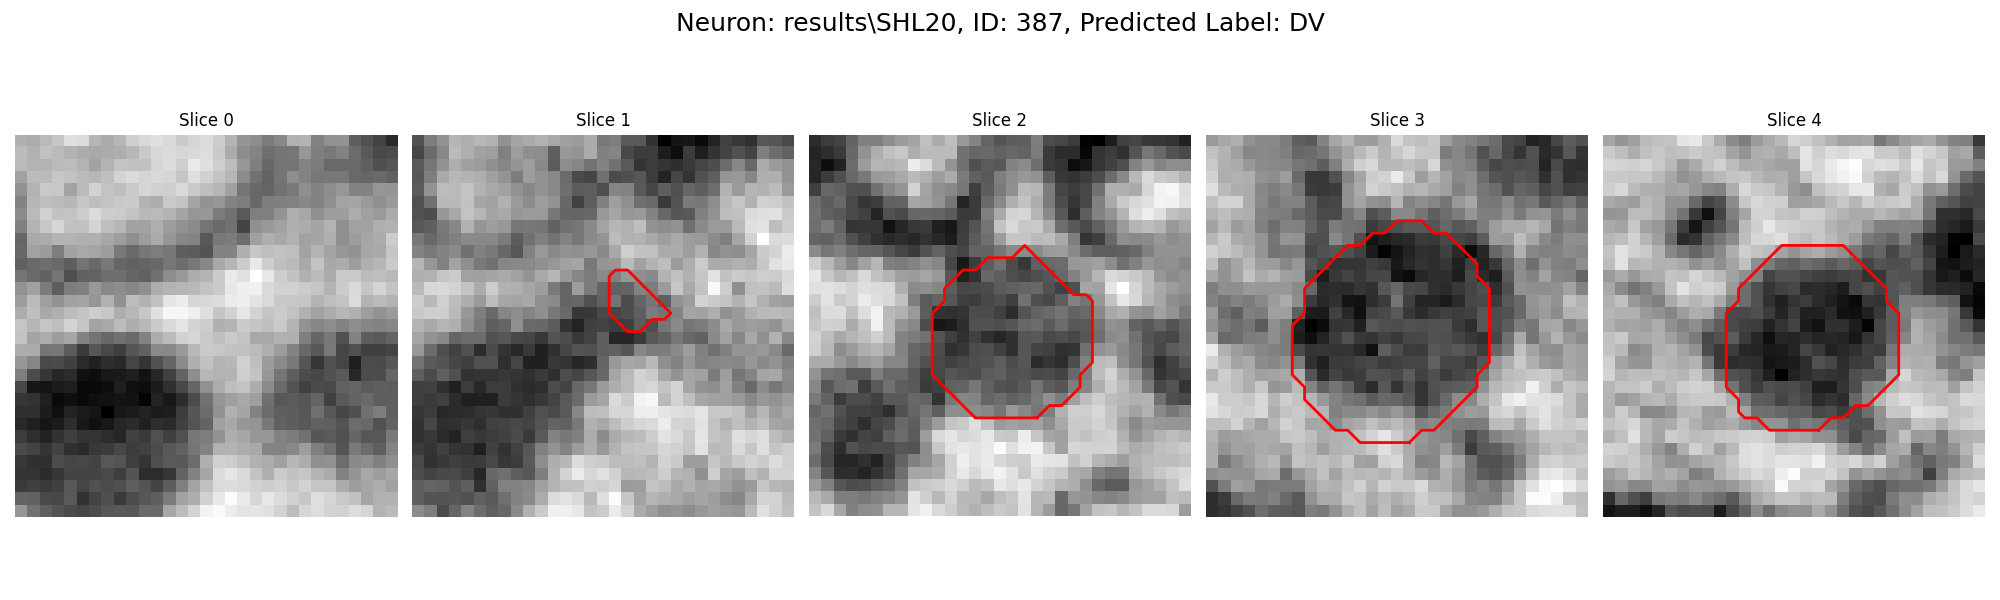 Neuron: results\SHL20, ID: 387, Predicted Label: DV
Slice 0
Slice 1
Slice 2
Slice 3
Slice 4